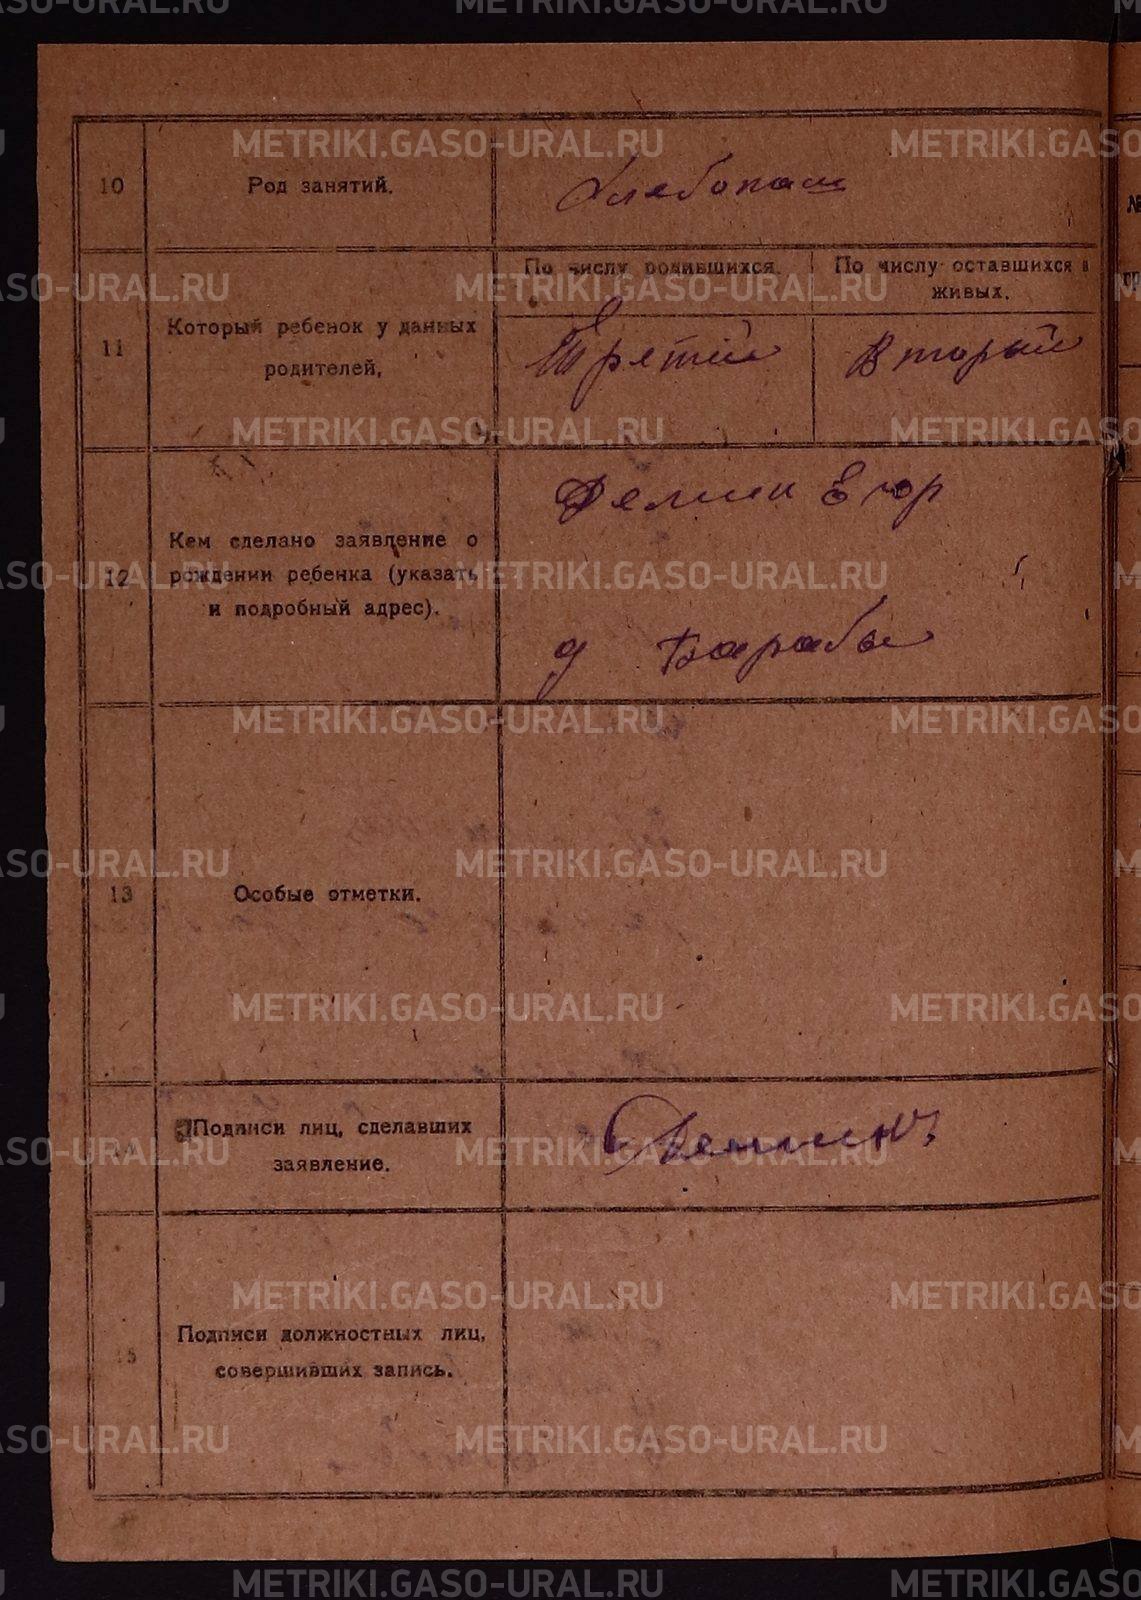 10
Род занятий.
Хлебопаш
11
Который ребенок у данных
родителей,
По числу родившихся.
По числу оставшихся в
живых.
Третий
Второй
12
Кем сделано заявление о
рождении ребенка (указать
и подробный адрес).
Демин Егор
д Барабы
13
Особые отметки.
Подписи лиц, сделавших
заявление.
Деминъ
15
Подписи должностных лиц,
совершивших запись.
METRIKI.GASO-URAL.RU